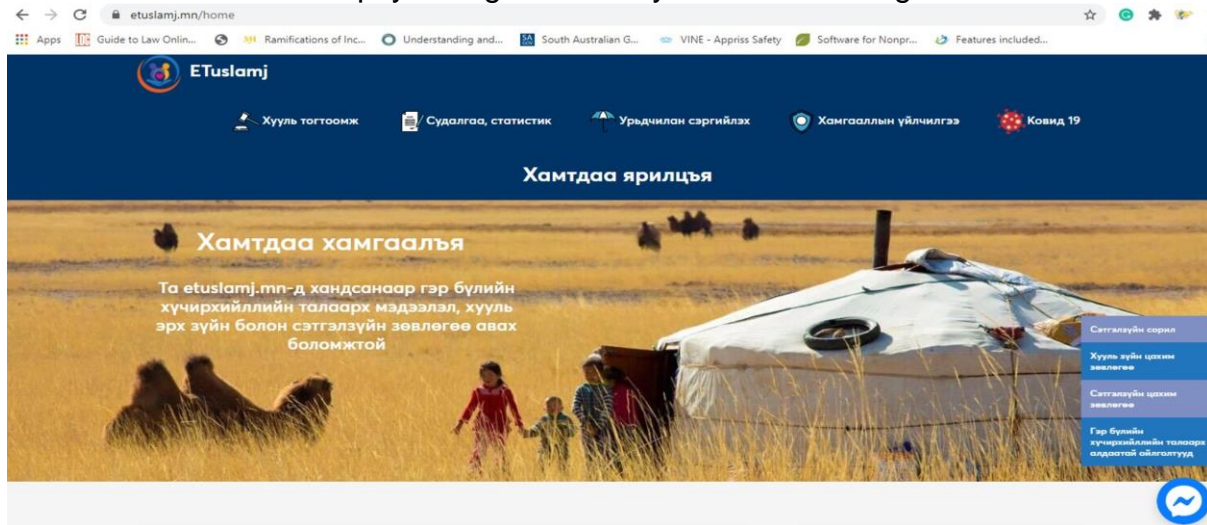 etuslamj.mn/home
Apps Guide to Law Onlin... Ramifications of Inc... Understanding and... South Australian G... VINE - Appriss Safety Software for Nonpr... Features included...
ETuslamj
Хууль тогтоомж Судалгаа, статистик Урьдчилан сэргийлэх Хамгааллын үйлчилгээ Ковид 19
Хамтдаа ярилцъя
Хамтдаа хамгаалъя
Та etuslamj.mn-д хандсанаар гэр бүлийн
хүчирхийллийн талаарх мэдээлэл, хууль
эрх зүйн болон сэтгэлзүйн зөвлөгөө авах
боломжтой
Сэтгэлзүйн сорил
Хууль зүйн цахим
зөвлөгөө
Сэтгэлзүйн цахим
зөвлөгөө
Гэр бүлийн
хүчирхийллийн талаарх
алдаатай ойлголтууд